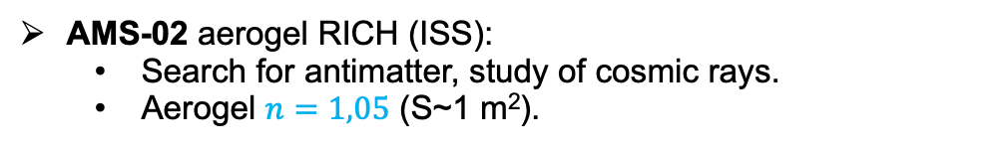 ➢ AMS-02 aerogel RICH (ISS):
• Search for antimatter, study of cosmic rays.
• Aerogel n = 1,05 (S~1 m²).